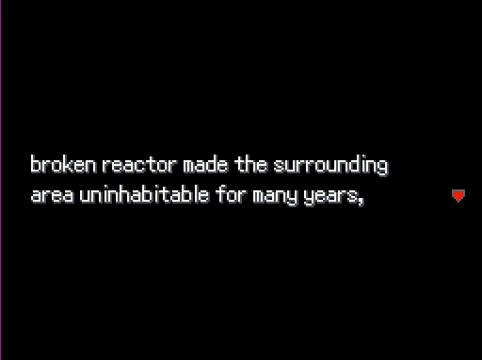 broken reactor made the surrounding
area uninhabitable for many years,